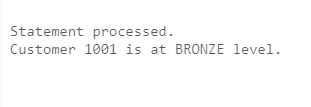 Statement processed.
Customer 1001 is at BRONZE level.